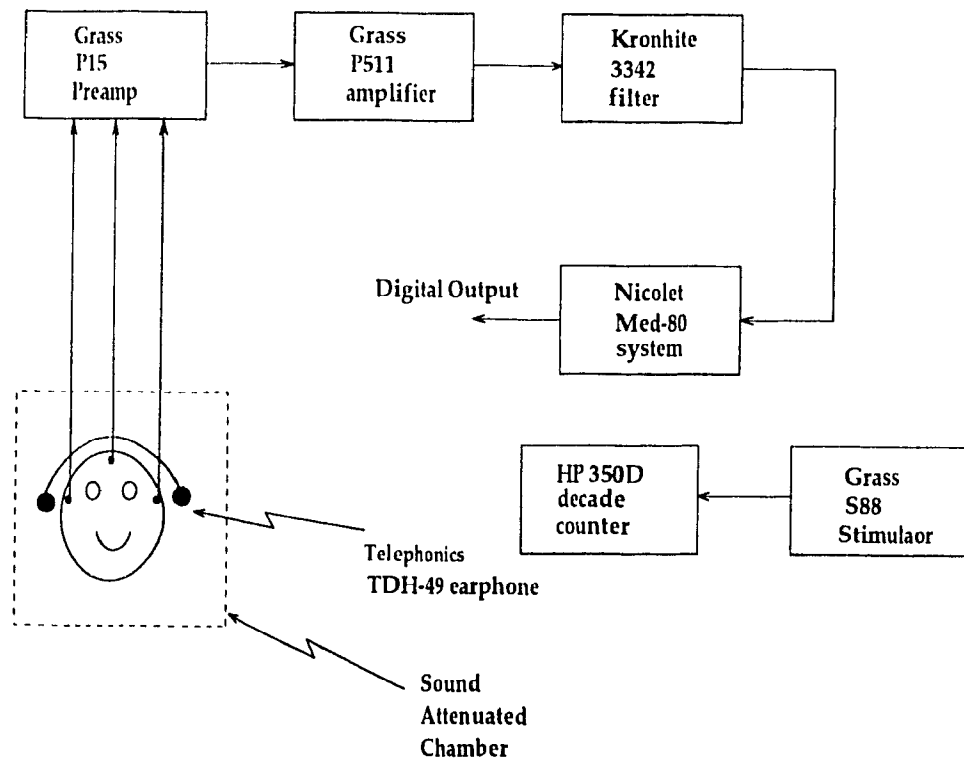 Grass
P15
Preamp
Grass
P511
amplifier
Kronhite
3342
filter
Digital Output
Nicolet
Med-80
system
HP 350D
decade
counter
Grass
S88
Stimulaor
Telephonics
TDH-49 earphone
Sound
Attenuated
Chamber